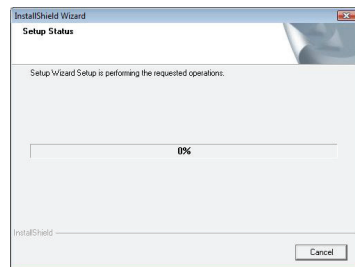 InstallShield Wizard
Setup Status
Setup Wizard Setup is performing the requested operations.
0%
InstallShield
Cancel